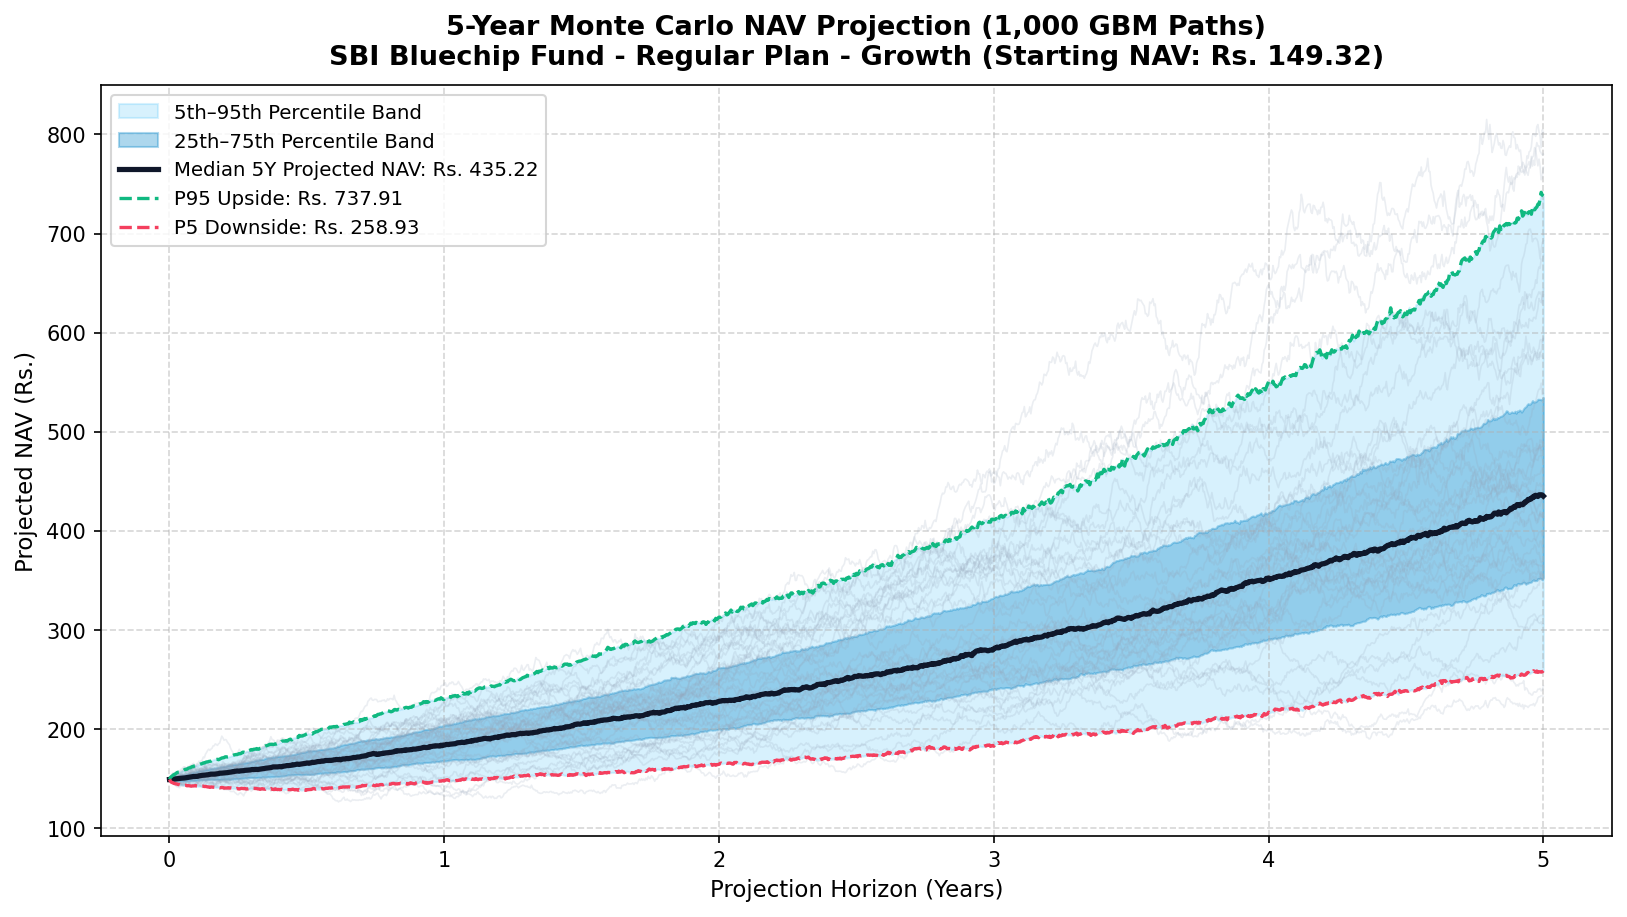 5-Year Monte Carlo NAV Projection (1,000 GBM Paths)
SBI Bluechip Fund - Regular Plan - Growth (Starting NAV: Rs. 149.32)
5th–95th Percentile Band
25th–75th Percentile Band
Median 5Y Projected NAV: Rs. 435.22
P95 Upside: Rs. 737.91
P5 Downside: Rs. 258.93
Projected NAV (Rs.)
800
700
600
500
400
300
200
100
0 1 2 3 4 5
Projection Horizon (Years)